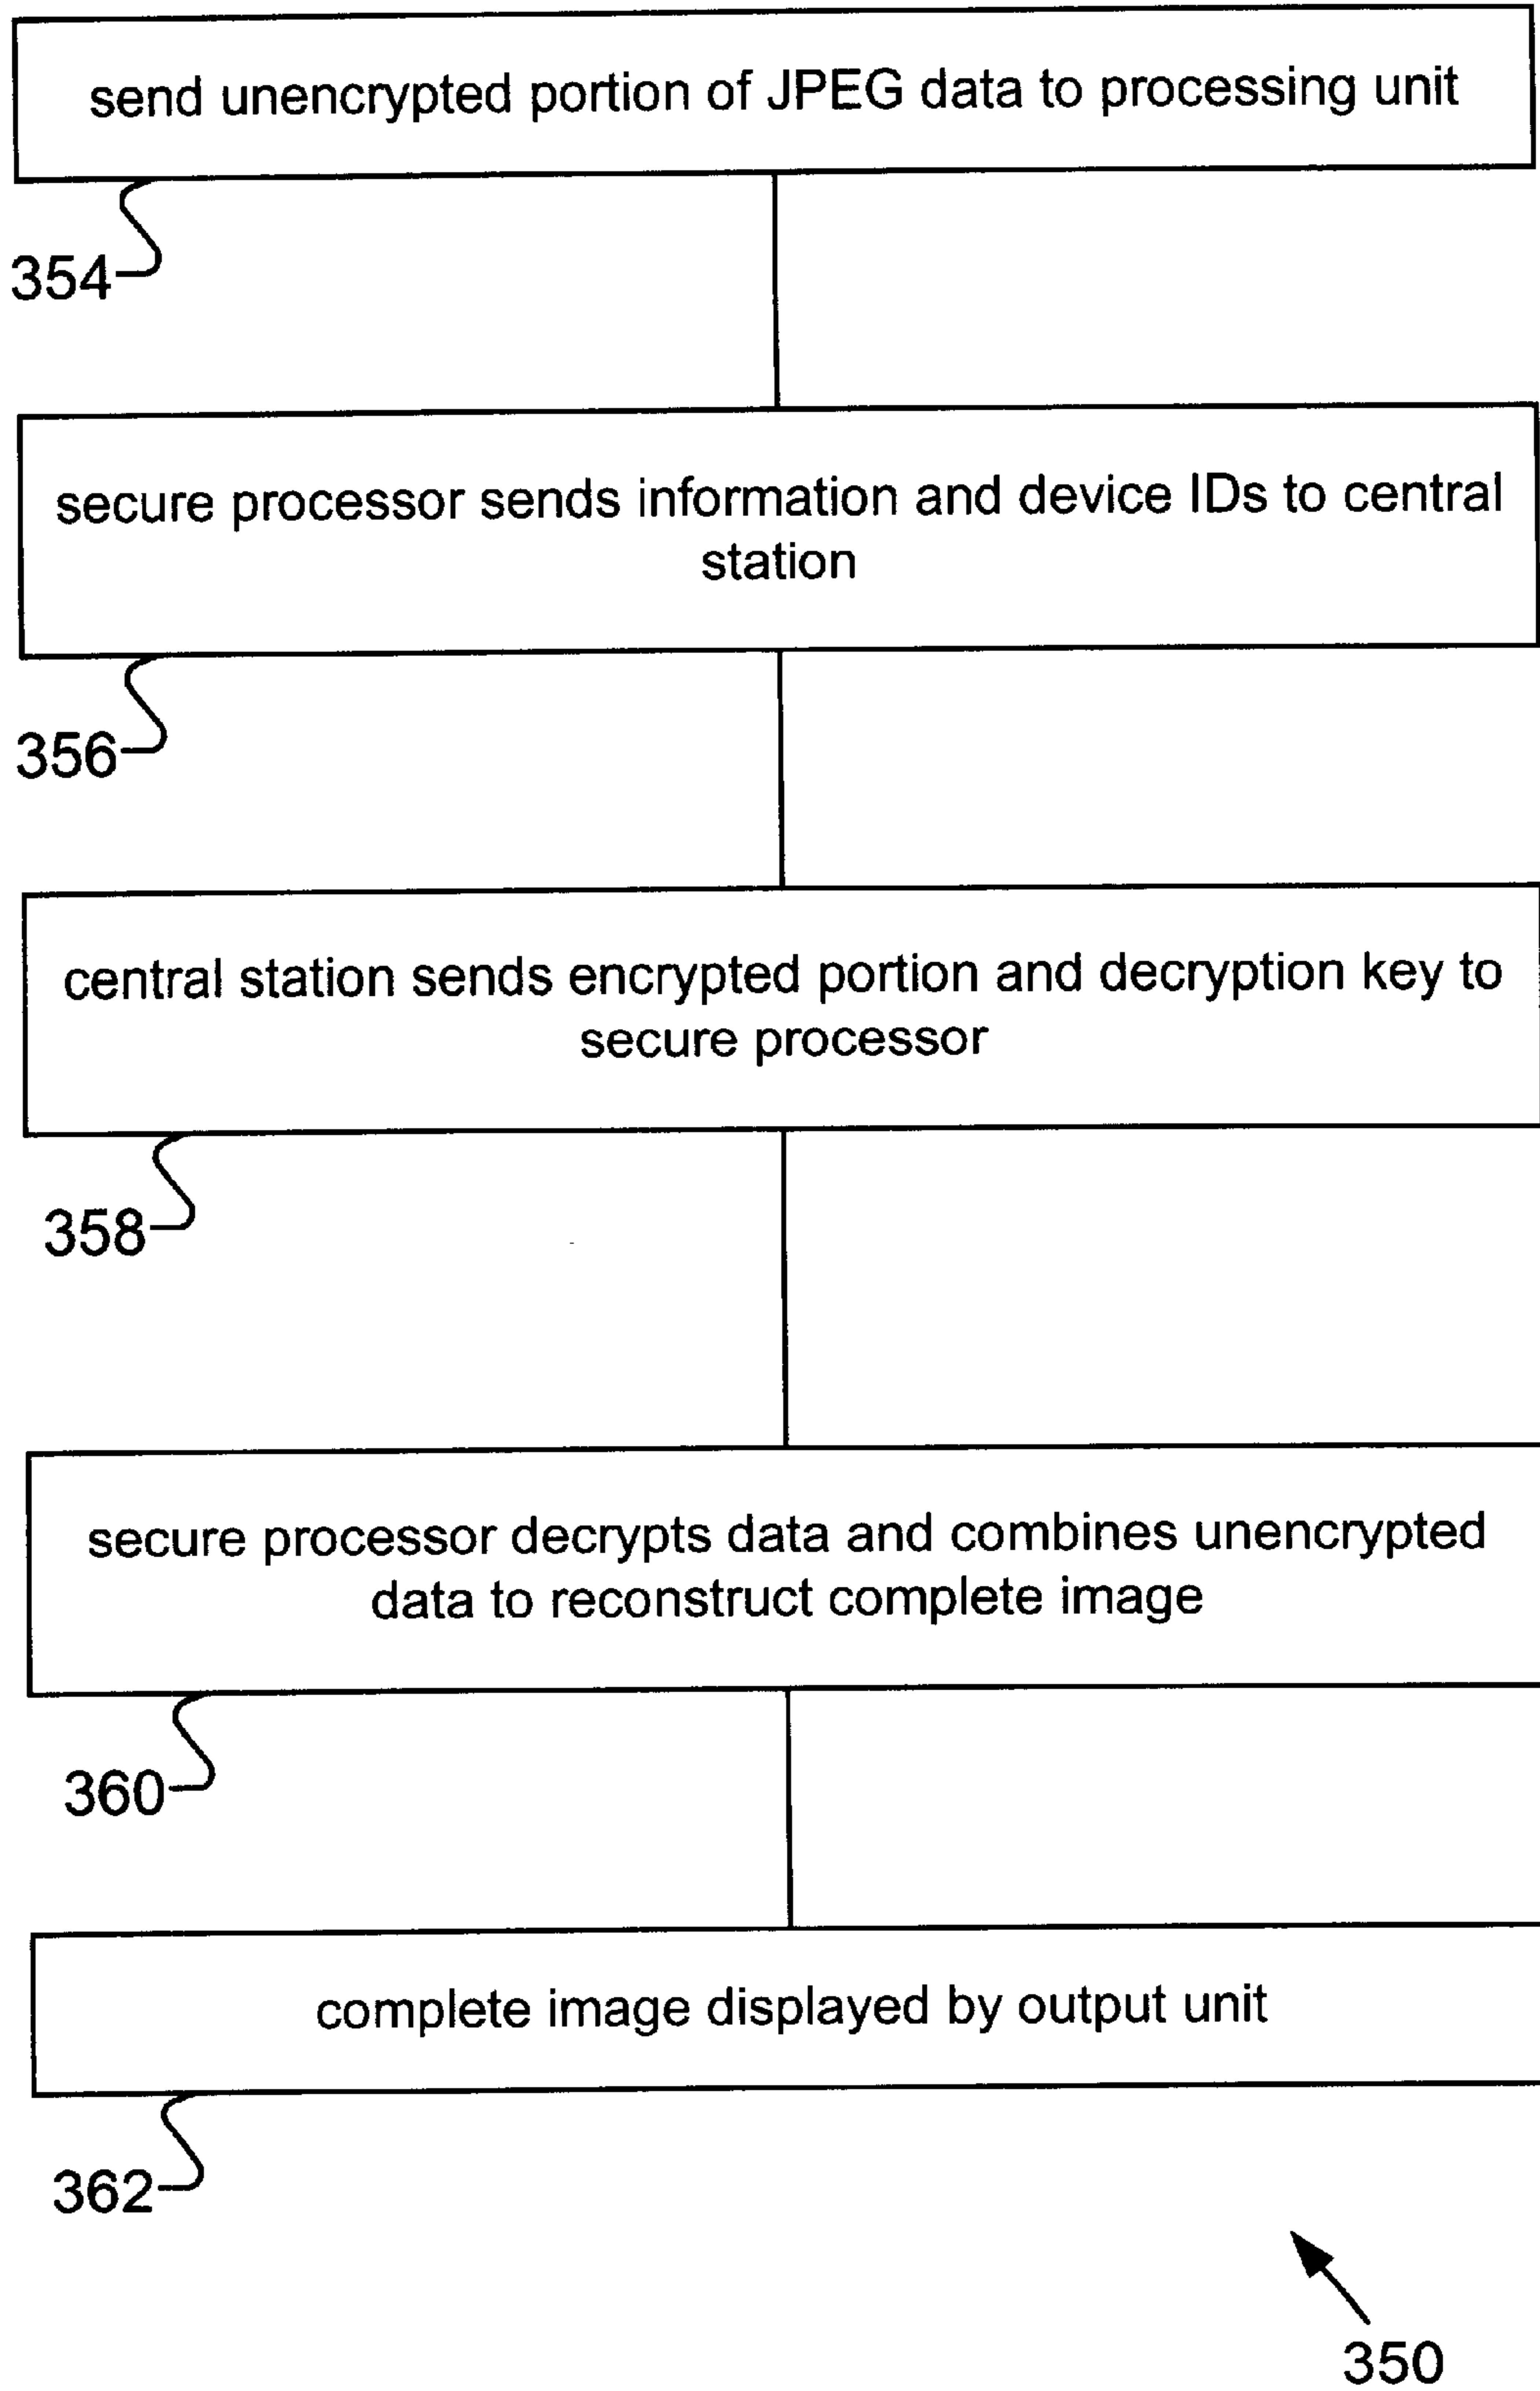 send unencrypted portion of JPEG data to processing unit
354
secure processor sends information and device IDs to central
station
356
central station sends encrypted portion and decryption key to
secure processor
358
secure processor decrypts data and combines unencrypted
data to reconstruct complete image
360
complete image displayed by output unit
362
350